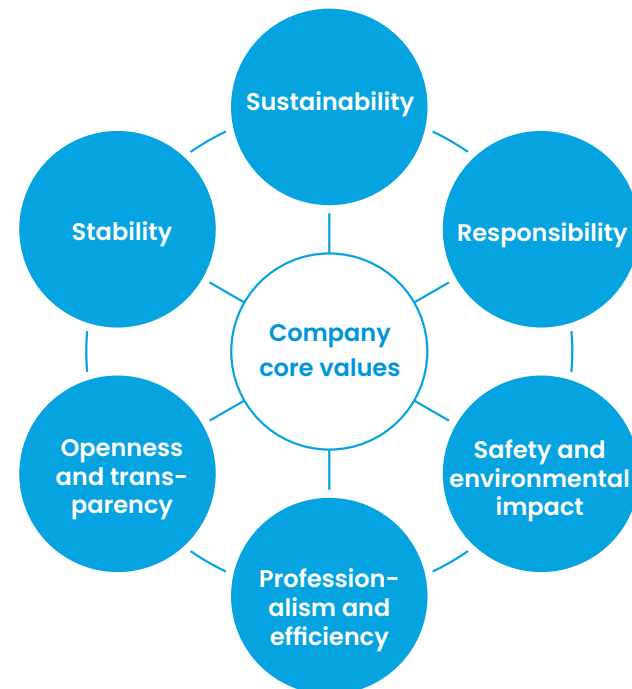 Sustainability
Stability
Responsibility
Company
core values
Openness
and trans-
parency
Safety and
environmental
impact
Profession-
alism and
efficiency